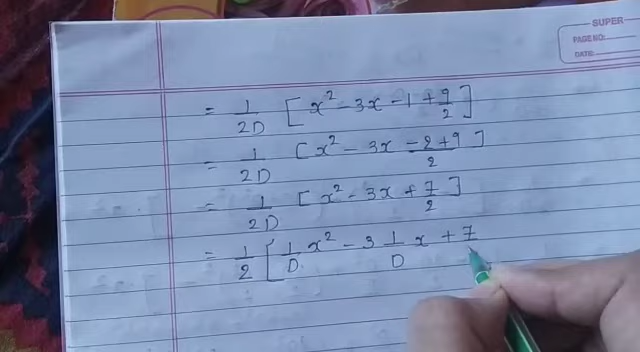 SUPER
PAGE NO:
DATE:
= 1/2D [x² - 3x - 1 + 9/2]
= 1/2D [x² - 3x (-2+9)/2]
= 1/2D [x² - 3x + 7/2]
= 1/2 [1/D x² - 3 1/D x + 7